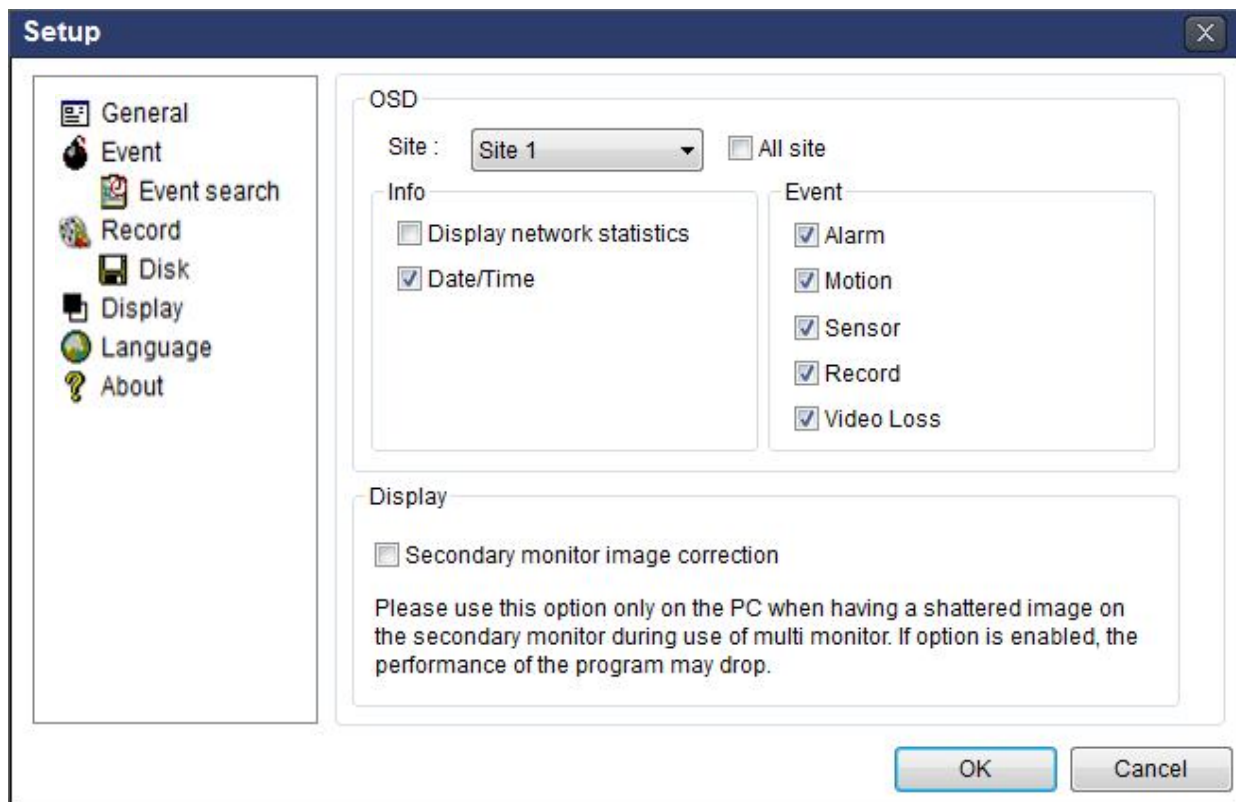 Setup
General
Event
Event search
Record
Disk
Display
Language
About
OSD
Site : Site 1 All site
Info
Display network statistics
Date/Time
Event
Alarm
Motion
Sensor
Record
Video Loss
Display
Secondary monitor image correction
Please use this option only on the PC when having a shattered image on
the secondary monitor during use of multi monitor. If option is enabled, the
performance of the program may drop.
OK Cancel